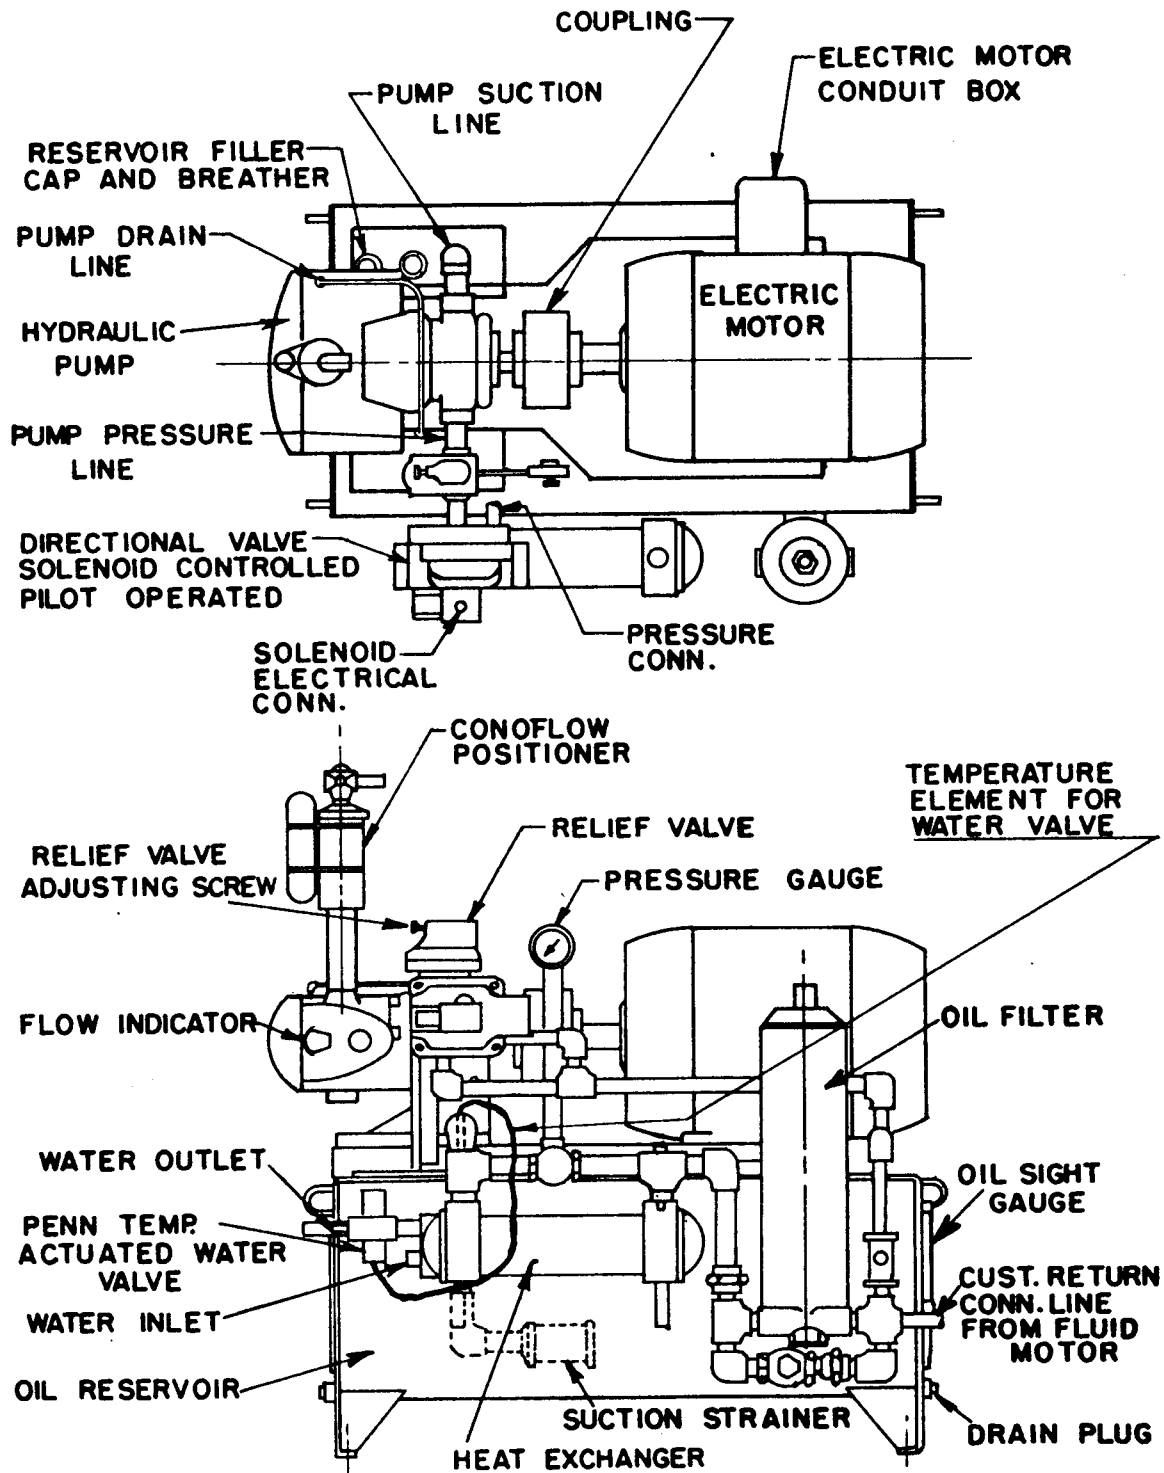 COUPLING
ELECTRIC MOTOR
CONDUIT BOX
PUMP SUCTION
LINE
RESERVOIR FILLER
CAP AND BREATHER
PUMP DRAIN
LINE
ELECTRIC
MOTOR
HYDRAULIC
PUMP
PUMP PRESSURE
LINE
DIRECTIONAL VALVE
SOLENOID CONTROLLED
PILOT OPERATED
PRESSURE
CONN.
SOLENOID
ELECTRICAL
CONN.
CONOFLOW
POSITIONER
TEMPERATURE
ELEMENT FOR
WATER VALVE
RELIEF VALVE
RELIEF VALVE
ADJUSTING SCREW
PRESSURE GAUGE
FLOW INDICATOR
OIL FILTER
WATER OUTLET
OIL SIGHT
GAUGE
PENN TEMP.
ACTUATED WATER
VALVE
WATER INLET
CUST. RETURN
CONN. LINE
FROM FLUID
MOTOR
OIL RESERVOIR
SUCTION STRAINER
DRAIN PLUG
HEAT EXCHANGER